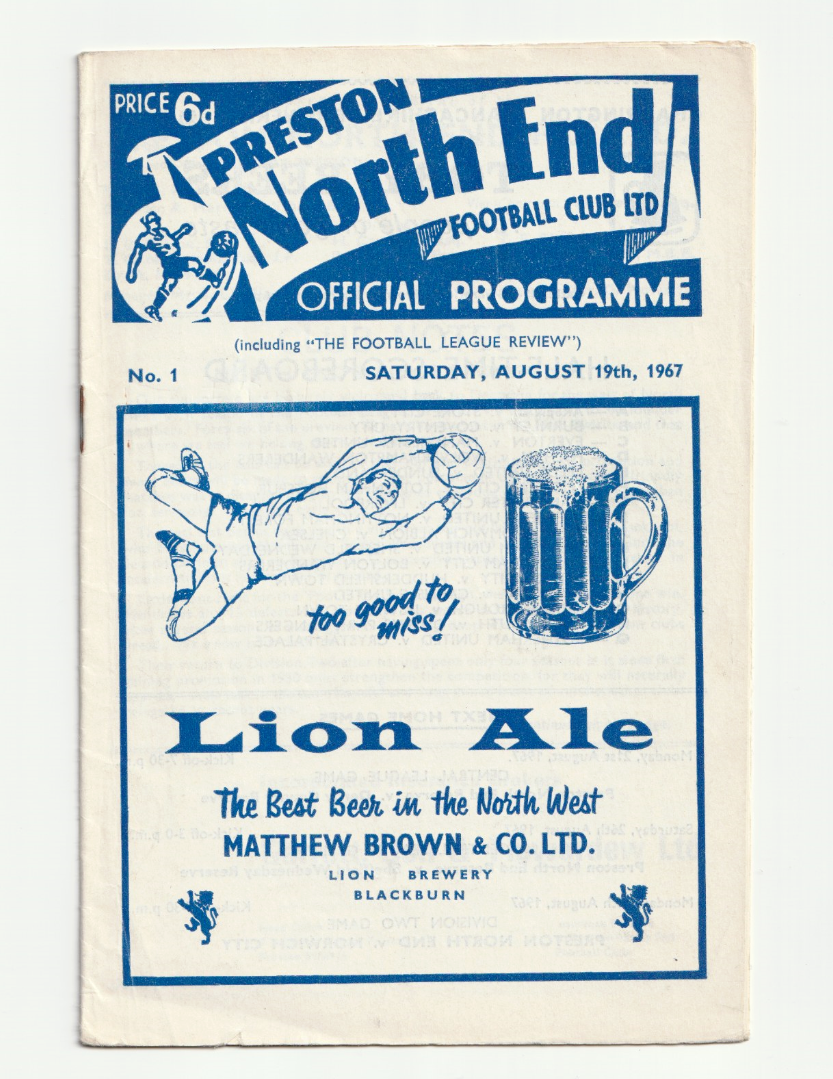 PRICE 6d
PRESTON
North End
FOOTBALL CLUB LTD
OFFICIAL PROGRAMME
(including "THE FOOTBALL LEAGUE REVIEW")
No. 1 SATURDAY, AUGUST 19th, 1967
too good to
miss!
Lion Ale
The Best Beer in the North West
MATTHEW BROWN & CO. LTD.
LION BREWERY
BLACKBURN